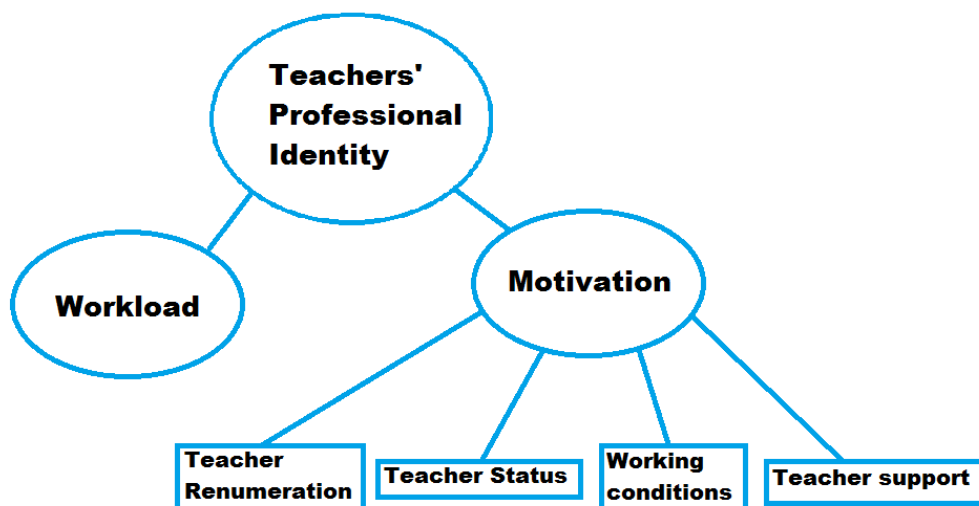 Teachers'
Professional
Identity
Workload
Motivation
Teacher
Renumeration
Teacher Status
Working
conditions
Teacher support